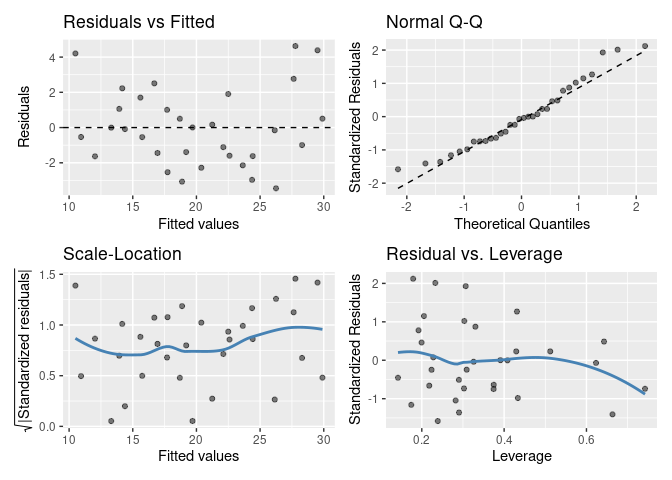 Residuals vs Fitted
Residuals
4
2
0
-2
10
15
20
25
30
Fitted values
Normal Q-Q
Standardized Residuals
2
1
0
-1
-2
-2
-1
0
1
2
Theoretical Quantiles
Scale-Location
√|Standardized residuals|
1.5
1.0
0.5
0.0
10
15
20
25
30
Fitted values
Residual vs. Leverage
Standardized Residuals
2
1
0
-1
0.2
0.4
0.6
Leverage